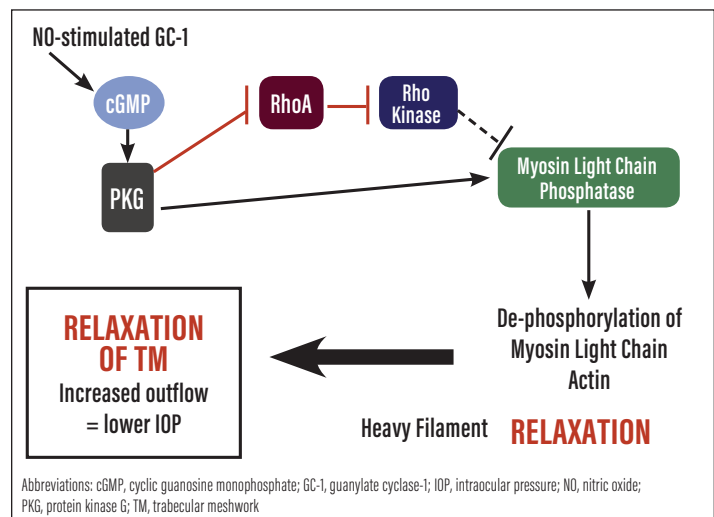 NO-stimulated GC-1
cGMP
RhoA
Rho
Kinase
PKG
Myosin Light Chain
Phosphatase
De-phosphorylation of
Myosin Light Chain
Actin
Heavy Filament RELAXATION
RELAXATION
OF TM
Increased outflow
= lower IOP
Abbreviations: cGMP, cyclic guanosine monophosphate; GC-1, guanylate cyclase-1; IOP, intraocular pressure; NO, nitric oxide;
PKG, protein kinase G; TM, trabecular meshwork